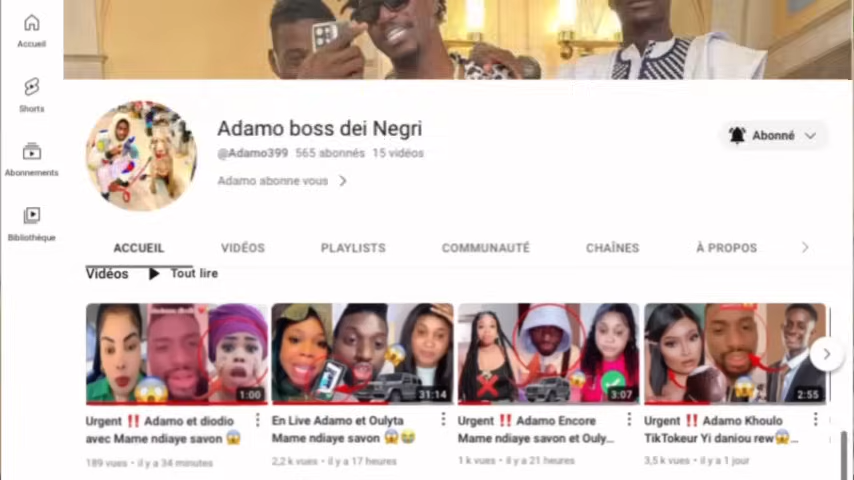 Accueil
Shorts
Abonnements
Bibliothèque
Adamo boss dei Negri
Abonné
@Adamo399 565 abonnés 15 vidéos
Adamo abonne vous
ACCUEIL VIDÉOS PLAYLISTS COMMUNAUTÉ CHAÎNES À PROPOS
Vidéos Tout lire
1:00
31:14
3:07
2:55
Urgent ‼️ Adamo et diodio
avec Mame ndiaye savon 😱
189 vues • il y a 34 minutes
En Live Adamo et Oulyta
Mame ndiaye savon 😱😂
2,2 k vues • il y a 17 heures
Urgent ‼️ Adamo Encore
Mame ndiaye savon et Ouly...
1 k vues • il y a 21 heures
Urgent ‼️ Adamo Khoulo
TikTokeur Yi daniou rew😱...
3,5 k vues • il y a 1 jour